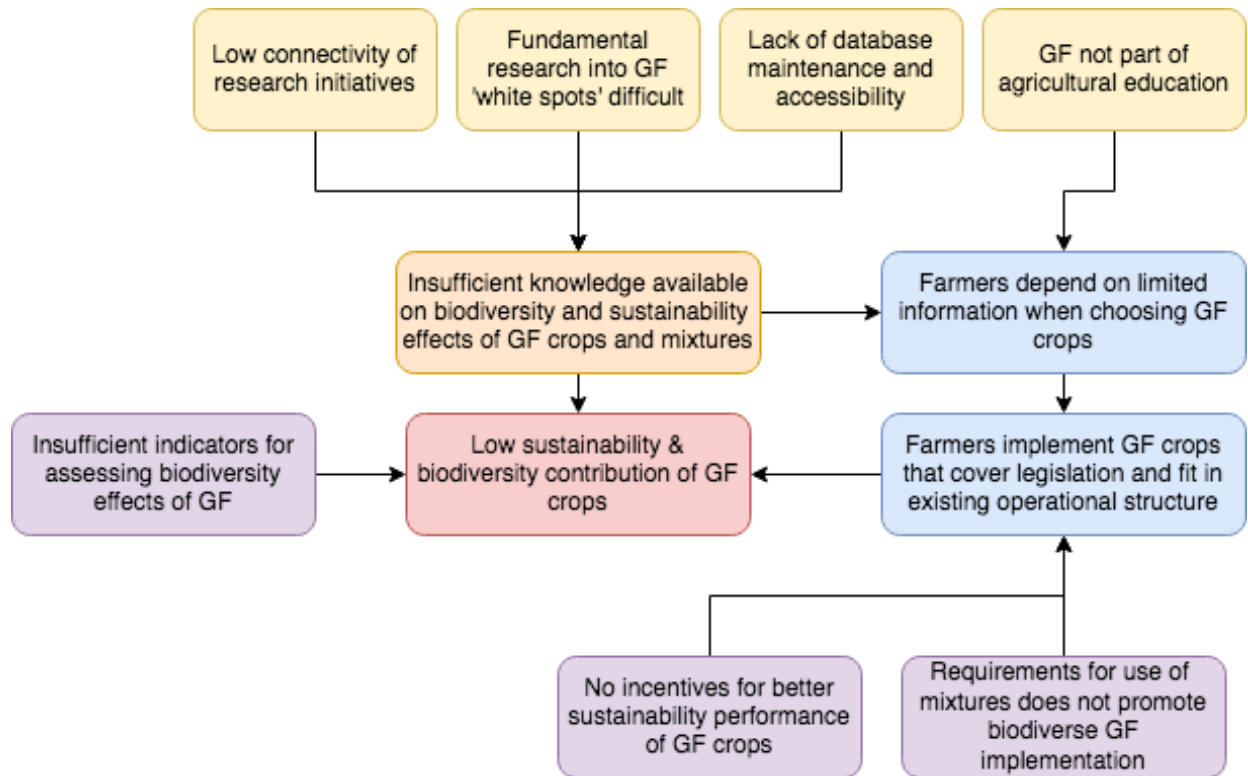 Low connectivity of
research initiatives
Fundamental
research into GF
'white spots' difficult
Lack of database
maintenance and
accessibility
GF not part of
agricultural education
Insufficient knowledge available
on biodiversity and sustainability
effects of GF crops and mixtures
Farmers depend on limited
information when choosing GF
crops
Insufficient indicators for
assessing biodiversity
effects of GF
Low sustainability &
biodiversity contribution of GF
crops
Farmers implement GF crops
that cover legislation and fit in
existing operational structure
No incentives for better
sustainability performance
of GF crops
Requirements for use of
mixtures does not promote
biodiverse GF
implementation